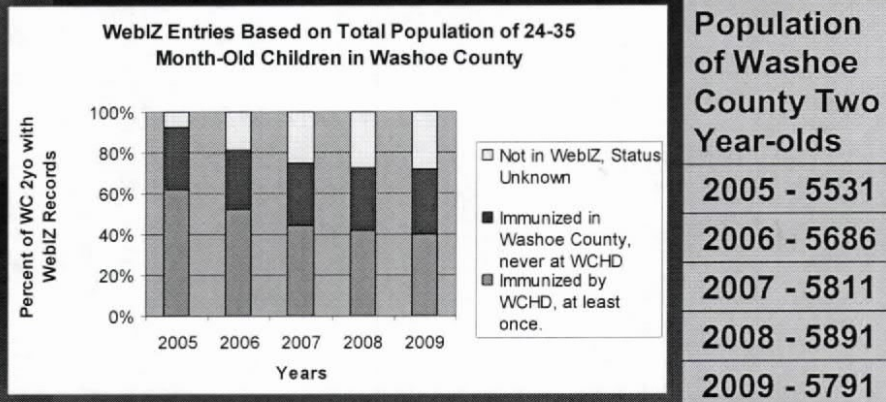 WebIZ Entries Based on Total Population of 24-35
Month-Old Children in Washoe County
Percent of WC 2yo with
WebIZ Records
100%
80%
60%
40%
20%
0%
2005 2006 2007 2008 2009
Years
Not in WebIZ, Status
Unknown
Immunized in
Washoe County,
never at WCHD
Immunized by
WCHD, at least
once.
Population
of Washoe
County Two
Year-olds
2005 - 5531
2006 - 5686
2007 - 5811
2008 - 5891
2009 - 5791